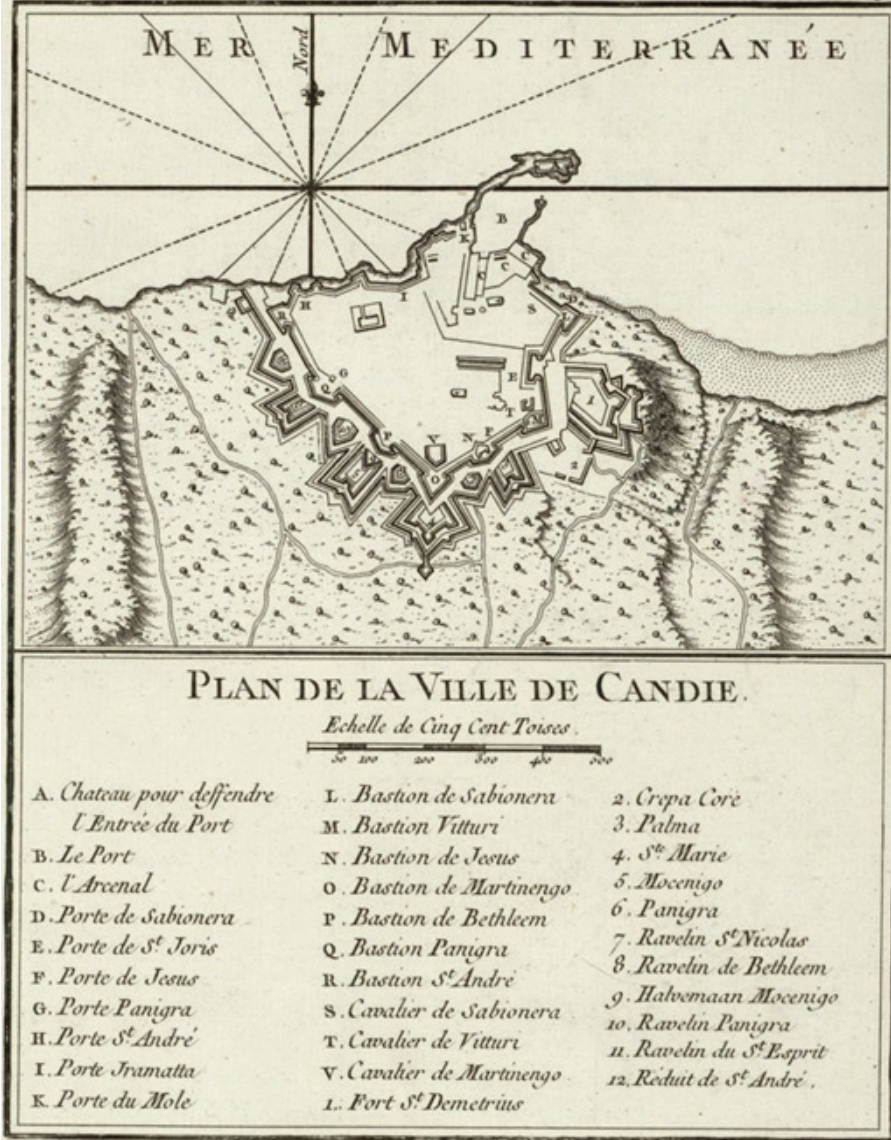 MER MEDITERRANÉE
Nord
B
K
C
C
I
H
S
D
R
L
Q
G
E
I
Q
T
M
P
N
P
V
O
2
PLAN DE LA VILLE DE CANDIE.
Echelle de Cinq Cent Toises.
50 100 200 300 400 500
A. Chateau pour deffendre
l'Entrée du Port
B. Le Port
C. l'Arcenal
D. Porte de Sabionera
E. Porte de St. Joris
F. Porte de Jesus
G. Porte Panigra
H. Porte St. André
I. Porte Jramatta
K. Porte du Mole
L. Bastion de Sabionera
M. Bastion Vitturi
N. Bastion de Jesus
O. Bastion de Martinengo
P. Bastion de Bethleem
Q. Bastion Panigra
R. Bastion St. André
S. Cavalier de Sabionera
T. Cavalier de Vitturi
V. Cavalier de Martinengo
1. Fort St. Demetrius
2. Crepa Coré
3. Palma
4. Ste. Marie
5. Mocenigo
6. Panigra
7. Ravelin St. Nicolas
8. Ravelin de Bethleem
9. Halvemaan Mocenigo
10. Ravelin Panigra
11. Ravelin du St. Esprit
12. Réduit de St. André.